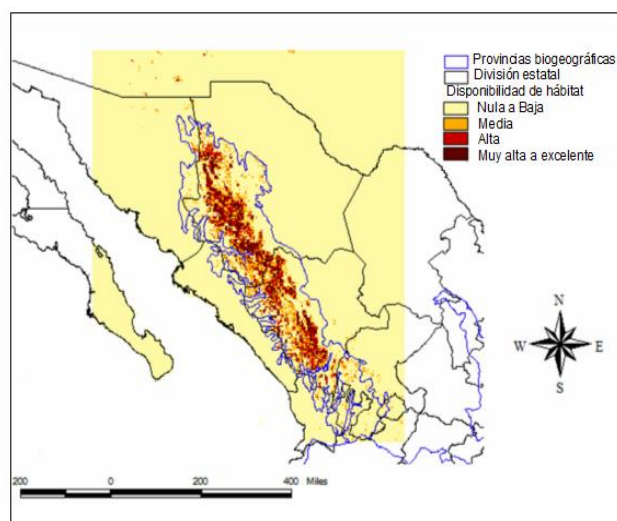 Provincias biogeográficas
División estatal
Disponibilidad de hábitat
Nula a Baja
Media
Alta
Muy alta a excelente
N
W E
S
200 0 200 400 Miles